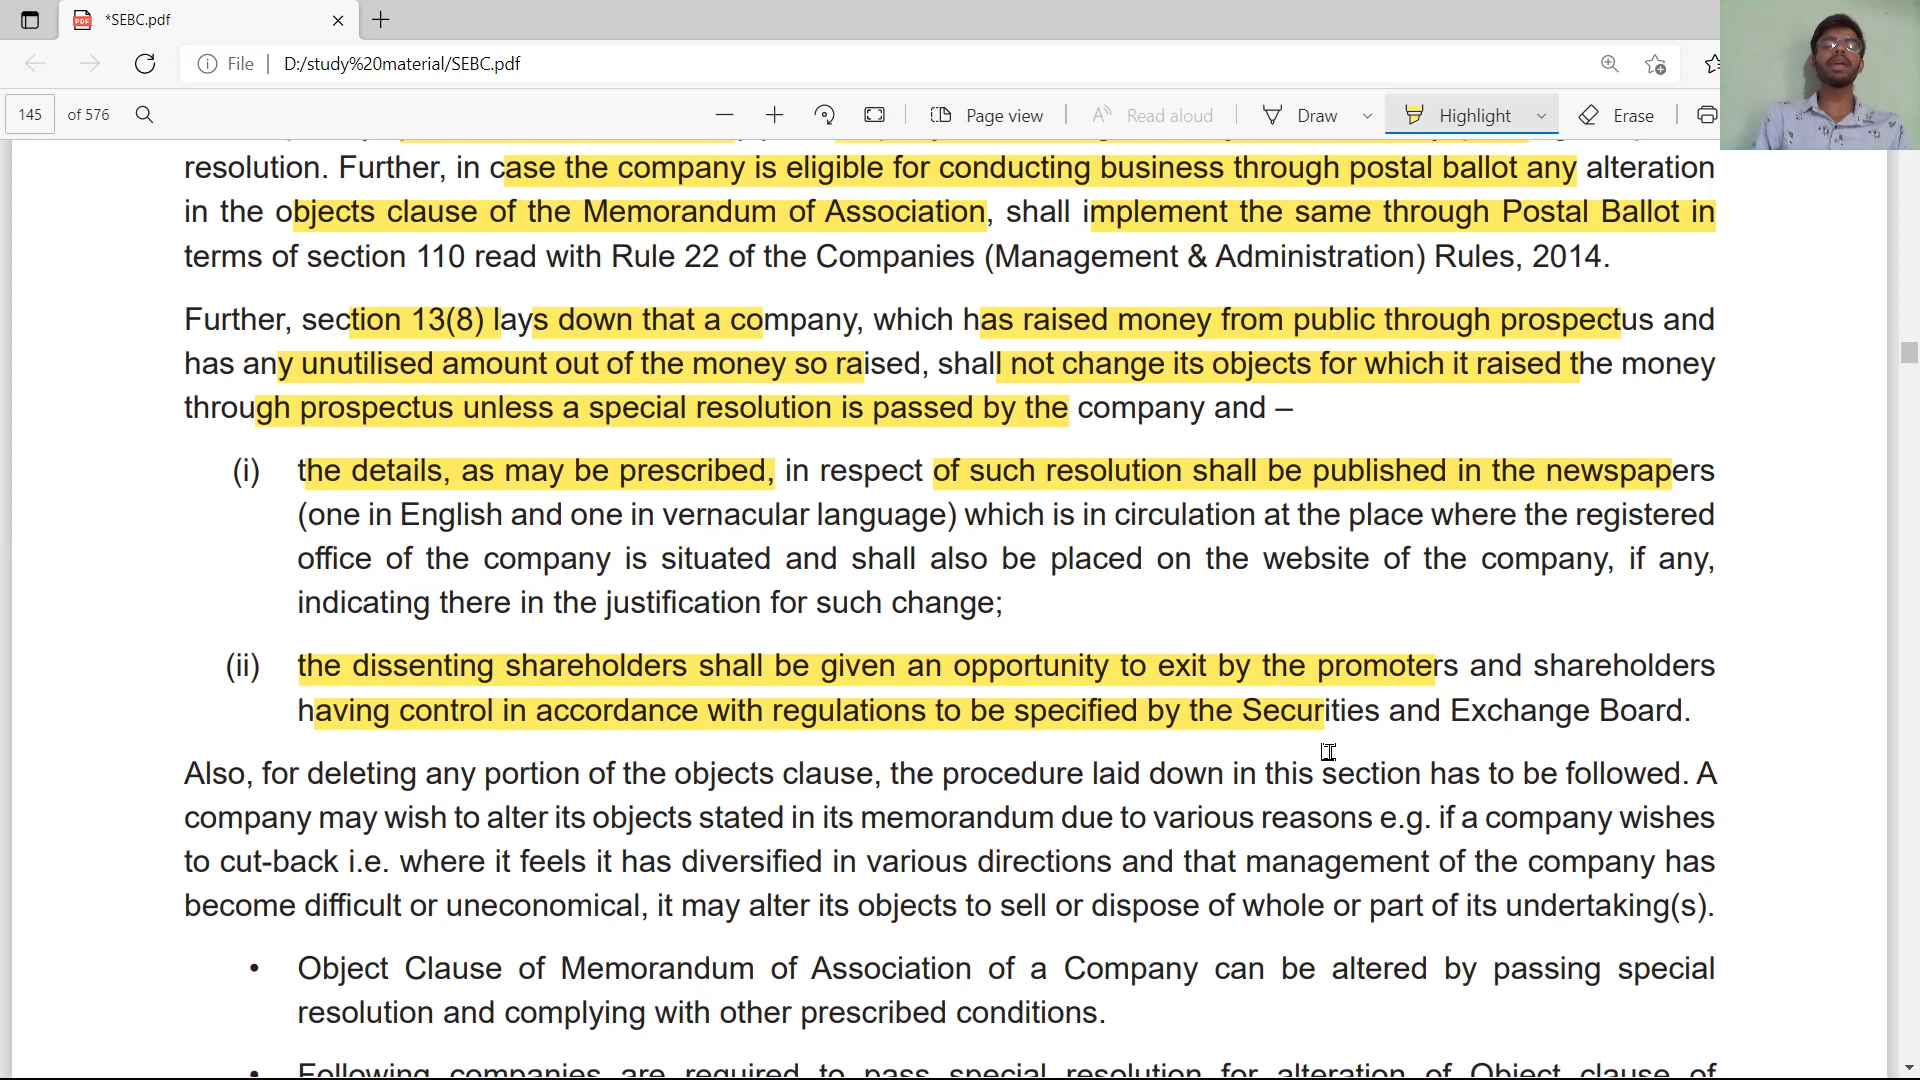 *SEBC.pdf
File D:/study%20material/SEBC.pdf
145 of 576 Page view Read aloud Draw Highlight Erase
resolution. Further, in case the company is eligible for conducting business through postal ballot any alteration
in the objects clause of the Memorandum of Association, shall implement the same through Postal Ballot in
terms of section 110 read with Rule 22 of the Companies (Management & Administration) Rules, 2014.
Further, section 13(8) lays down that a company, which has raised money from public through prospectus and
has any unutilised amount out of the money so raised, shall not change its objects for which it raised the money
through prospectus unless a special resolution is passed by the company and –
(i) the details, as may be prescribed, in respect of such resolution shall be published in the newspapers
(one in English and one in vernacular language) which is in circulation at the place where the registered
office of the company is situated and shall also be placed on the website of the company, if any,
indicating there in the justification for such change;
(ii) the dissenting shareholders shall be given an opportunity to exit by the promoters and shareholders
having control in accordance with regulations to be specified by the Securities and Exchange Board.
Also, for deleting any portion of the objects clause, the procedure laid down in this section has to be followed. A
company may wish to alter its objects stated in its memorandum due to various reasons e.g. if a company wishes
to cut-back i.e. where it feels it has diversified in various directions and that management of the company has
become difficult or uneconomical, it may alter its objects to sell or dispose of whole or part of its undertaking(s).
• Object Clause of Memorandum of Association of a Company can be altered by passing special
resolution and complying with other prescribed conditions.
• Following companies are required to pass special resolution for alteration of Object clause of